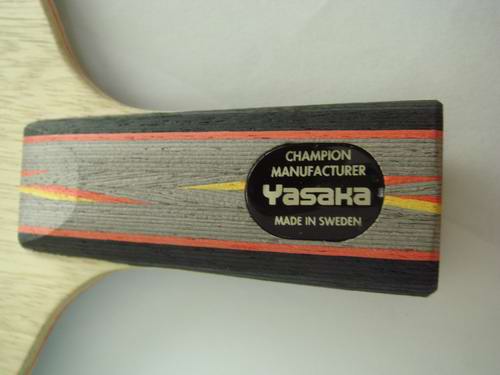 CHAMPION
MANUFACTURER
Yasaka
MADE IN SWEDEN